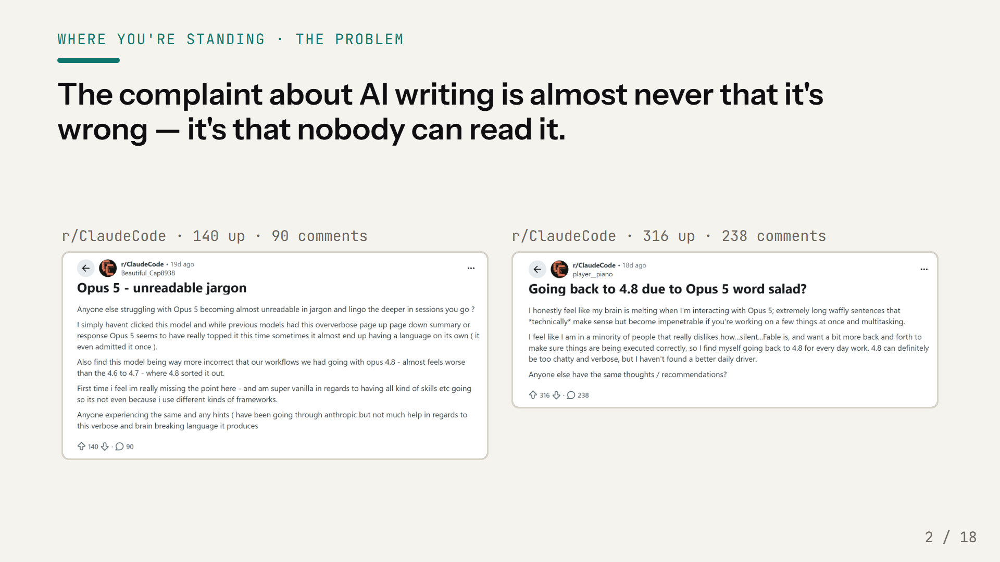 WHERE YOU'RE STANDING · THE PROBLEM
The complaint about AI writing is almost never that it's
wrong — it's that nobody can read it.
r/ClaudeCode · 140 up · 90 comments
r/ClaudeCode • 19d ago
Beautiful_Cap8938
Opus 5 - unreadable jargon
Anyone else struggling with Opus 5 becoming almost unreadable in jargon and lingo the deeper in sessions you go ?
I simply havent clicked this model and while previous models had this oververbose page up page down summary or
response Opus 5 seems to have really topped it this time sometimes it almost end up having a language on its own ( it
even admitted it once ).
Also find this model being way more incorrect that our workflows we had going with opus 4.8 - almost feels worse
than the 4.6 to 4.7 - where 4.8 sorted it out.
First time i feel im really missing the point here - and am super vanilla in regards to having all kind of skills etc going
so its not even because i use different kinds of frameworks.
Anyone experiencing the same and any hints ( have been going through anthropic but not much help in regards to
this verbose and brain breaking language it produces
140 · 90
r/ClaudeCode · 316 up · 238 comments
r/ClaudeCode • 18d ago
player__piano
Going back to 4.8 due to Opus 5 word salad?
I honestly feel like my brain is melting when I'm interacting with Opus 5; extremely long waffly sentences that
*technically* make sense but become impenetrable if you're working on a few things at once and multitasking.
I feel like I am in a minority of people that really dislikes how...silent...Fable is, and want a bit more back and forth to
make sure things are being executed correctly, so I find myself going back to 4.8 for every day work. 4.8 can definitely
be too chatty and verbose, but I haven't found a better daily driver.
Anyone else have the same thoughts / recommendations?
316 · 238
2 / 18